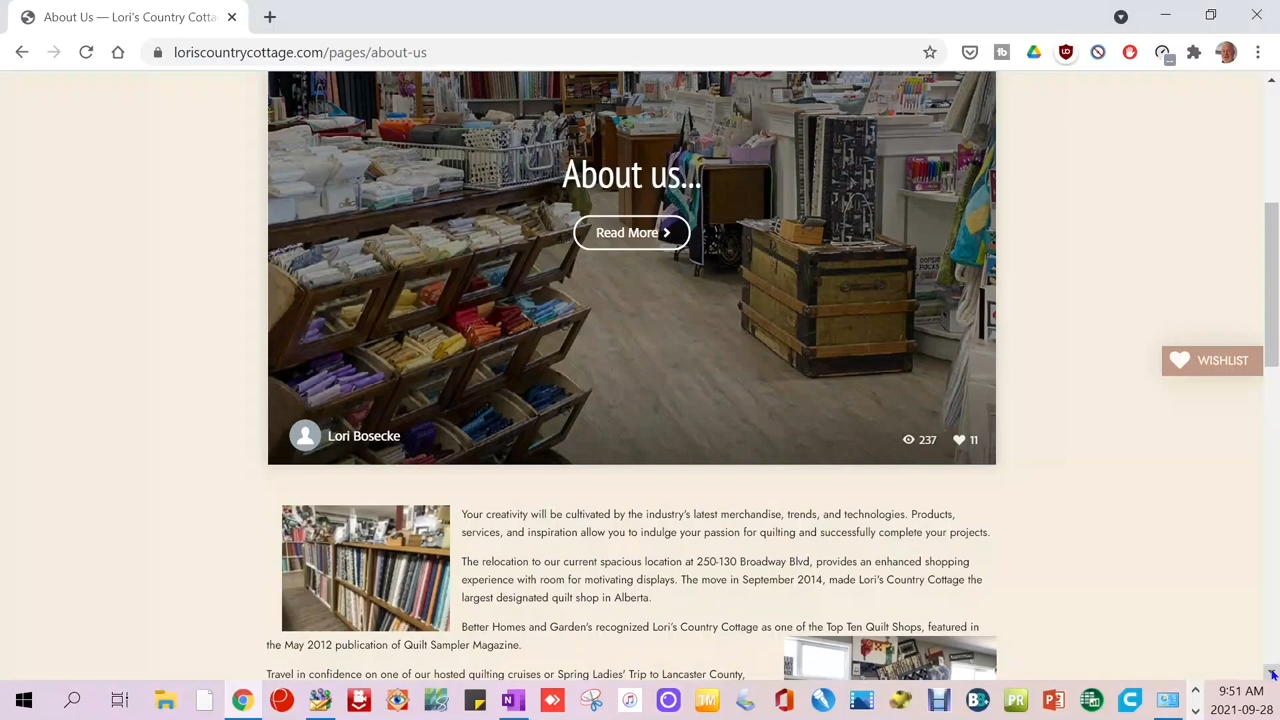 About Us — Lori's Country Cotta
loriscountrycottage.com/pages/about-us
About us...
Read More
WISHLIST
Lori Bosecke
237
11
Your creativity will be cultivated by the industry's latest merchandise, trends, and technologies. Products,
services, and inspiration allow you to indulge your passion for quilting and successfully complete your projects.
The relocation to our current spacious location at 250-130 Broadway Blvd, provides an enhanced shopping
experience with room for motivating displays. The move in September 2014, made Lori's Country Cottage the
largest designated quilt shop in Alberta.
Better Homes and Garden's recognized Lori's Country Cottage as one of the Top Ten Quilt Shops, featured in
the May 2012 publication of Quilt Sampler Magazine.
Travel in confidence on one of our hosted quilting cruises or Spring Ladies' Trip to Lancaster County,
9:51 AM
2021-09-28